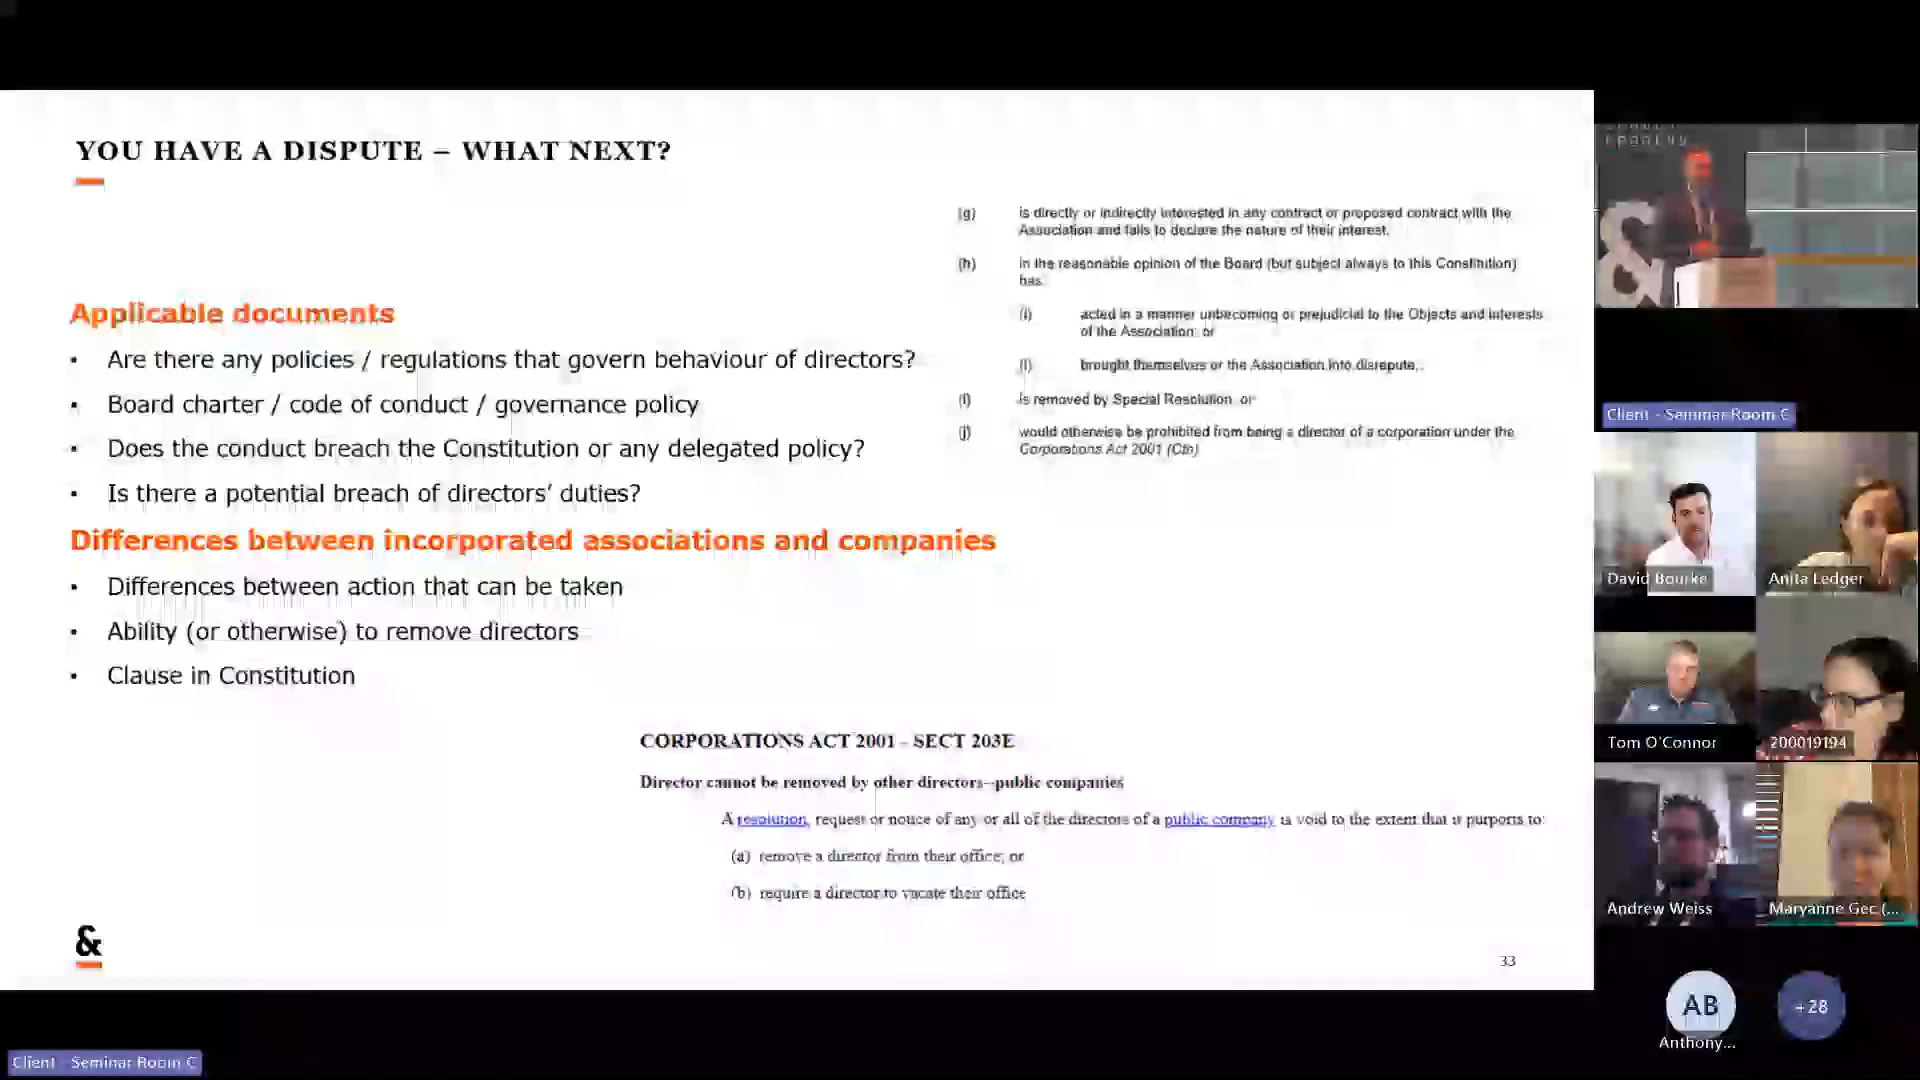 YOU HAVE A DISPUTE – WHAT NEXT?
Applicable documents
• Are there any policies / regulations that govern behaviour of directors?
• Board charter / code of conduct / governance policy
• Does the conduct breach the Constitution or any delegated policy?
• Is there a potential breach of directors’ duties?
Differences between incorporated associations and companies
• Differences between action that can be taken
• Ability (or otherwise) to remove directors
• Clause in Constitution
(g) is directly or indirectly interested in any contract or proposed contract with the
Association and fails to declare the nature of their interest.
(h) in the reasonable opinion of the Board (but subject always to this Constitution)
has:
(i) acted in a manner unbecoming or prejudicial to the Objects and interests
of the Association; or
brought themselves or the Association into disrepute.
(i) is removed by Special Resolution or
(j) would otherwise be prohibited from being a director of a corporation under the
Corporations Act 2001 (Cth)
CORPORATIONS ACT 2001 - SECT 203E
Director cannot be removed by other directors--public companies
A resolution, request or notice of any or all of the directors of a public company is void to the extent that it purports to:
(a) remove a director from their office; or
(b) require a director to vacate their office
&
33
&
Client - Seminar Room C
David Bourke
Anita Ledger
Tom O'Connor
200019194
Andrew Weiss
Maryanne Gec (...
AB
+28
Anthony...
Client - Seminar Room C